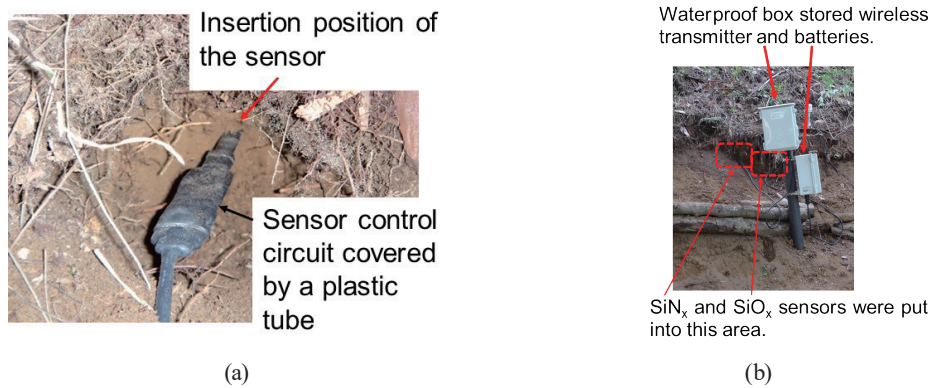 Insertion position of
the sensor
Sensor control
circuit covered
by a plastic
tube
(a)
Waterproof box stored wireless
transmitter and batteries.
SiNₓ and SiOₓ sensors were put
into this area.
(b)